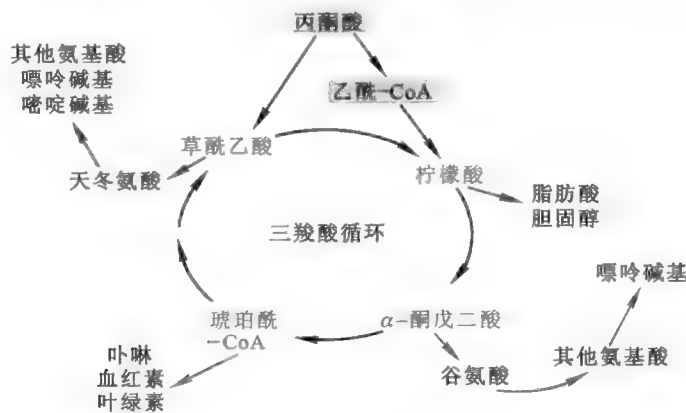 丙酮酸
其他氨基酸
嘌呤碱基
嘧啶碱基
乙酰-CoA
草酰乙酸
柠檬酸
天冬氨酸
脂肪酸
胆固醇
三羧酸循环
嘌呤碱基
琥珀酰
-CoA
α-酮戊二酸
卟啉
血红素
叶绿素
谷氨酸
其他氨基酸